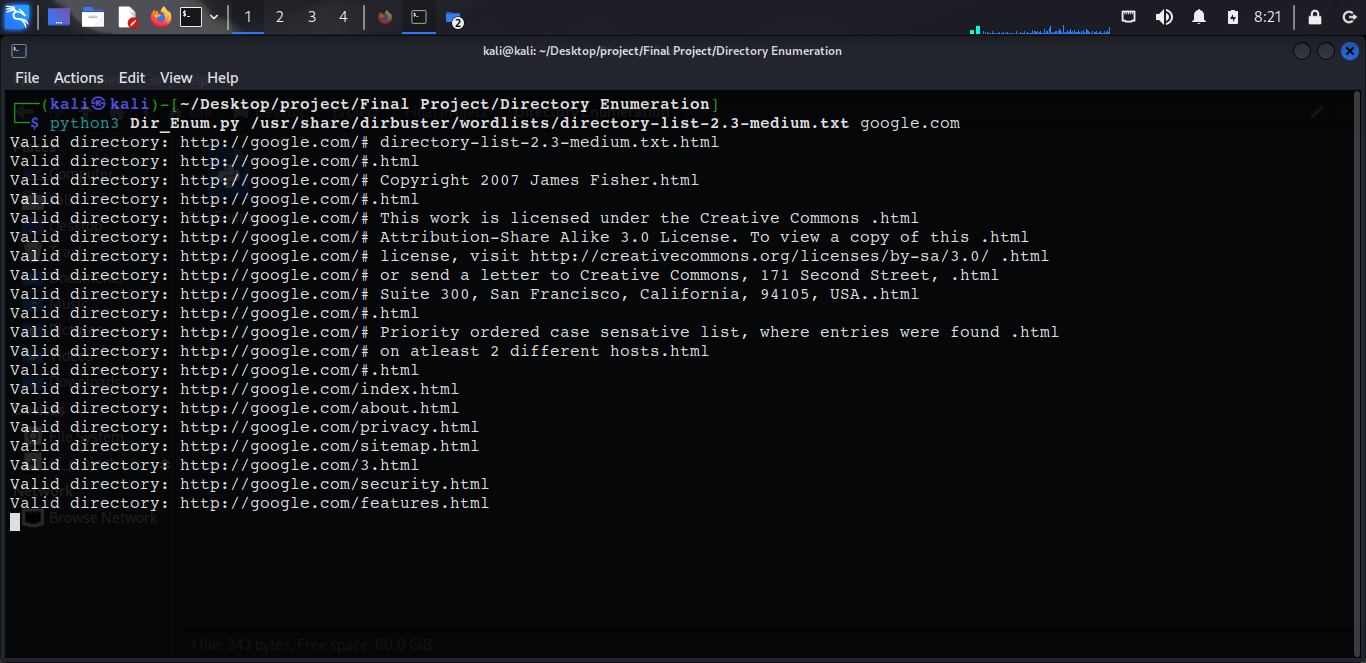 1 2 3 4 2 8:21
kali@kali: ~/Desktop/project/Final Project/Directory Enumeration
File Actions Edit View Help
┌──(kali㉿kali)-[~/Desktop/project/Final Project/Directory Enumeration]
└─$ python3 Dir_Enum.py /usr/share/dirbuster/wordlists/directory-list-2.3-medium.txt google.com
Valid directory: http://google.com/# directory-list-2.3-medium.txt.html
Valid directory: http://google.com/#.html
Valid directory: http://google.com/# Copyright 2007 James Fisher.html
Valid directory: http://google.com/#.html
Valid directory: http://google.com/# This work is licensed under the Creative Commons .html
Valid directory: http://google.com/# Attribution-Share Alike 3.0 License. To view a copy of this .html
Valid directory: http://google.com/# license, visit http://creativecommons.org/licenses/by-sa/3.0/ .html
Valid directory: http://google.com/# or send a letter to Creative Commons, 171 Second Street, .html
Valid directory: http://google.com/# Suite 300, San Francisco, California, 94105, USA..html
Valid directory: http://google.com/#.html
Valid directory: http://google.com/# Priority ordered case sensative list, where entries were found .html
Valid directory: http://google.com/# on atleast 2 different hosts.html
Valid directory: http://google.com/#.html
Valid directory: http://google.com/index.html
Valid directory: http://google.com/about.html
Valid directory: http://google.com/privacy.html
Valid directory: http://google.com/sitemap.html
Valid directory: http://google.com/3.html
Valid directory: http://google.com/security.html
Valid directory: http://google.com/features.html
Browse Network
1 file: 342 bytes, Free space: 60.0 GiB